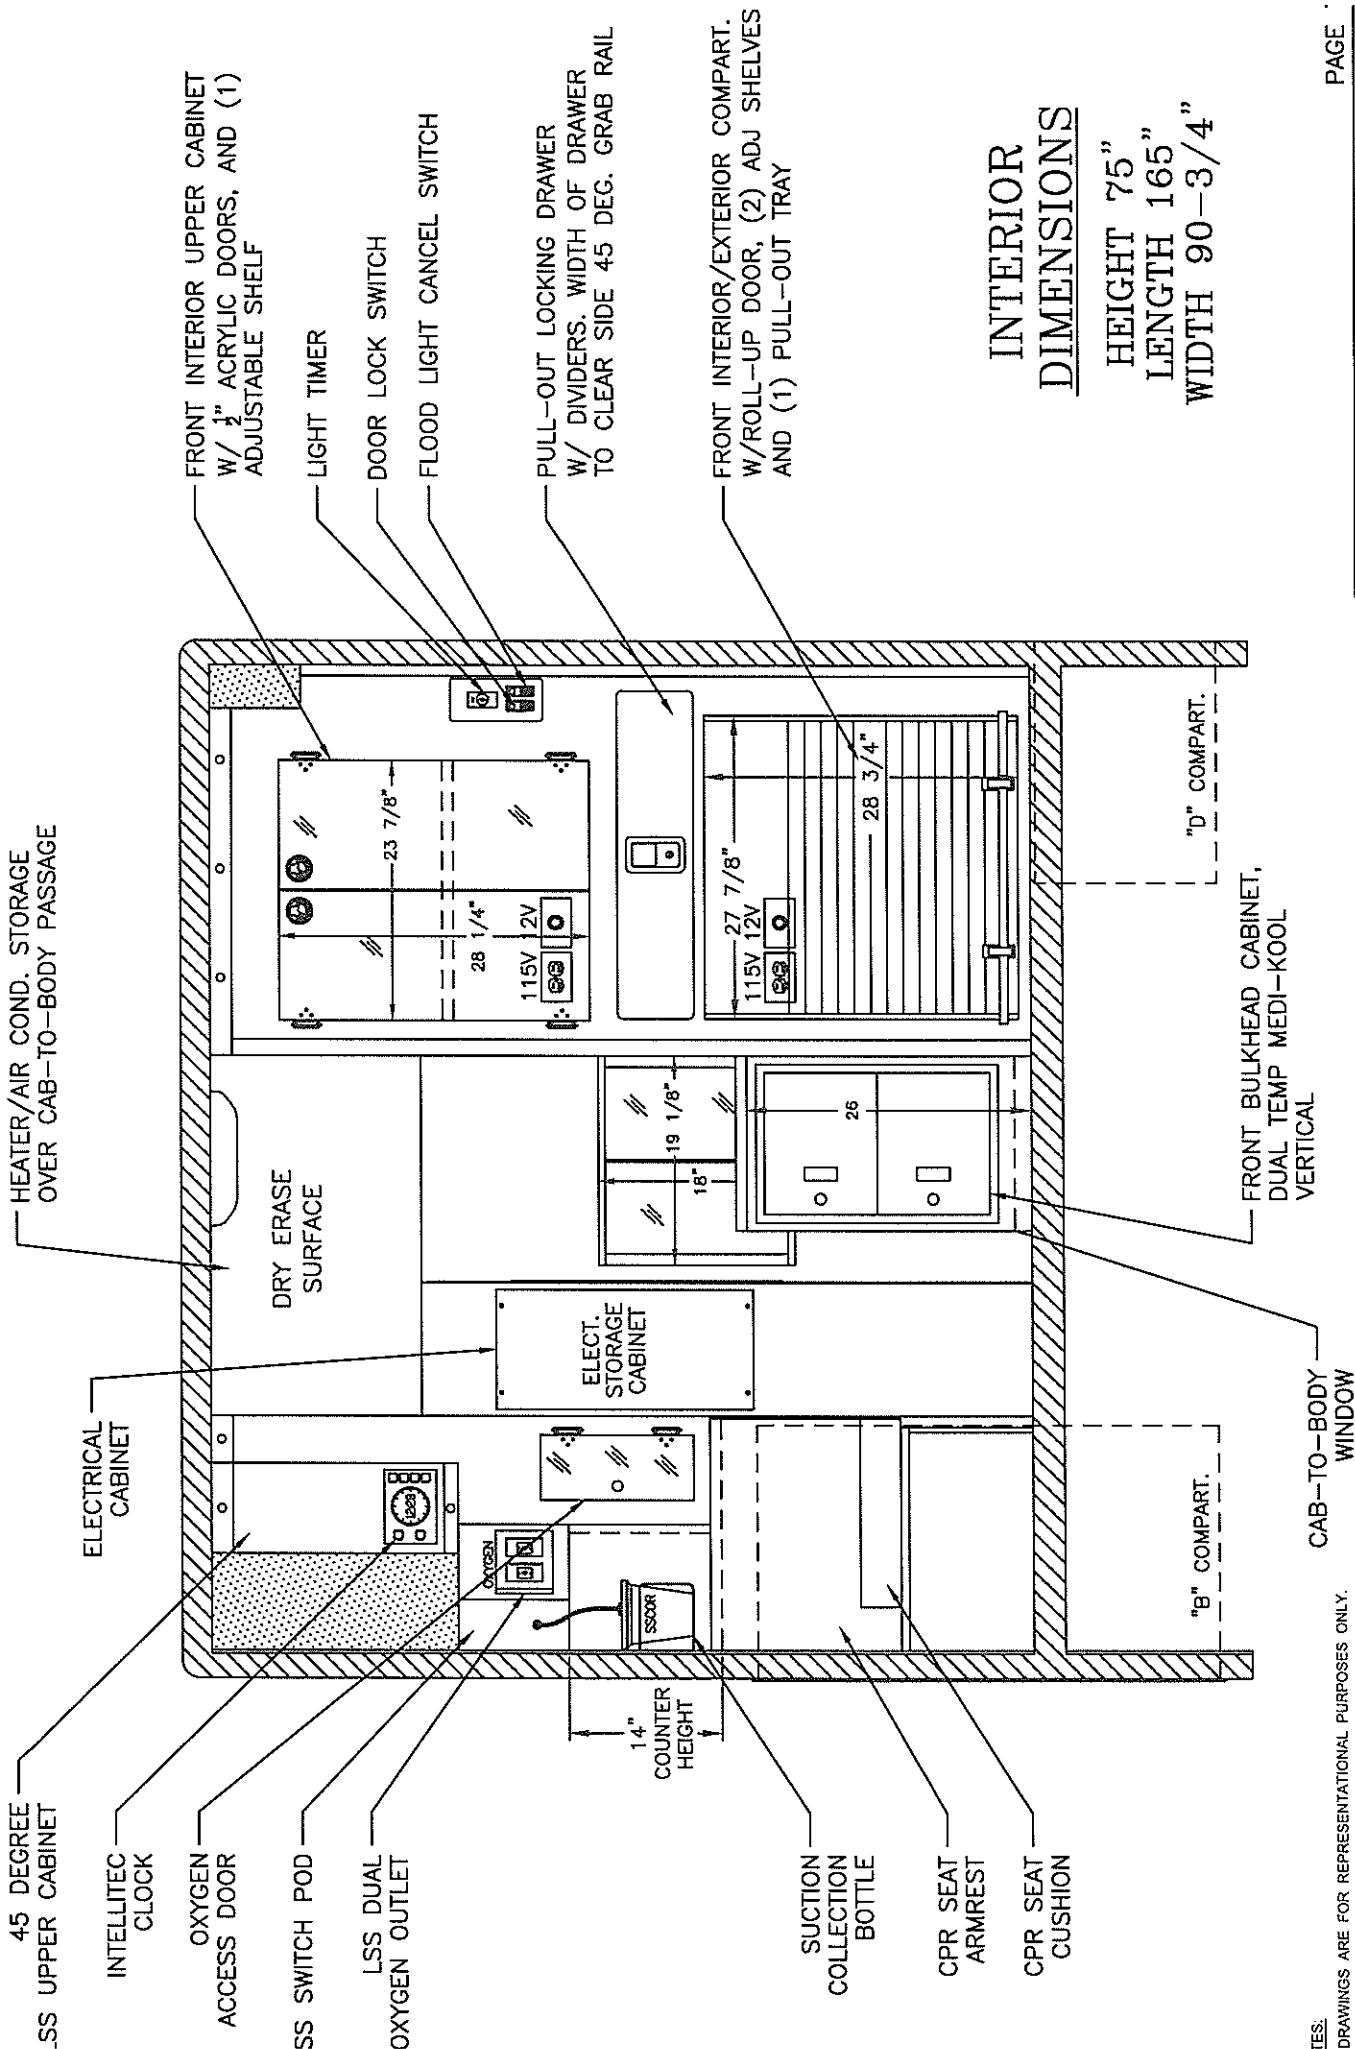 HEATER/AIR COND. STORAGE
OVER CAB-TO-BODY PASSAGE
ELECTRICAL
CABINET
45 DEGREE
LSS UPPER CABINET
INTELLITEC
CLOCK
OXYGEN
ACCESS DOOR
SS SWITCH POD
LSS DUAL
OXYGEN OUTLET
14"
COUNTER
HEIGHT
SUCTION
COLLECTION
BOTTLE
CPR SEAT
ARMREST
CPR SEAT
CUSHION
DRY ERASE
SURFACE
ELECT.
STORAGE
CABINET
OXYGEN
SSCOR
"B" COMPART.
19 1/8"
18"
26
23 7/8"
28 1/4"
115V 12V
27 7/8"
115V 12V
28 3/4"
"D" COMPART.
FRONT INTERIOR UPPER CABINET
W/ 1/2" ACRYLIC DOORS, AND (1)
ADJUSTABLE SHELF
LIGHT TIMER
DOOR LOCK SWITCH
FLOOD LIGHT CANCEL SWITCH
PULL-OUT LOCKING DRAWER
W/ DIVIDERS. WIDTH OF DRAWER
TO CLEAR SIDE 45 DEG. GRAB RAIL
FRONT INTERIOR/EXTERIOR COMPART.
W/ROLL-UP DOOR, (2) ADJ SHELVES
AND (1) PULL-OUT TRAY
CAB-TO-BODY
WINDOW
FRONT BULKHEAD CABINET,
DUAL TEMP MEDI-KOOL
VERTICAL
INTERIOR
DIMENSIONS
HEIGHT 75"
LENGTH 165"
WIDTH 90-3/4"
TES:
DRAWINGS ARE FOR REPRESENTATIONAL PURPOSES ONLY.
PAGE